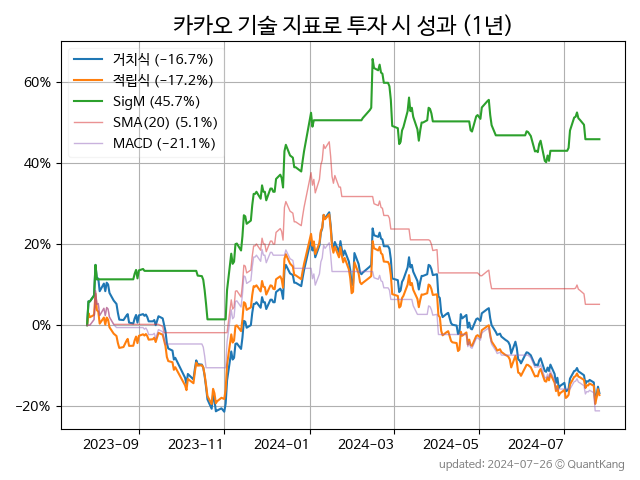 카카오 기술 지표로 투자 시 성과 (1년)
거치식 (−16.7%)
적립식 (−17.2%)
SigM (45.7%)
SMA(20) (5.1%)
MACD (−21.1%)
60%
40%
20%
0%
−20%
2023-09 2023-11 2024-01 2024-03 2024-05 2024-07
updated: 2024-07-26 © QuantKang